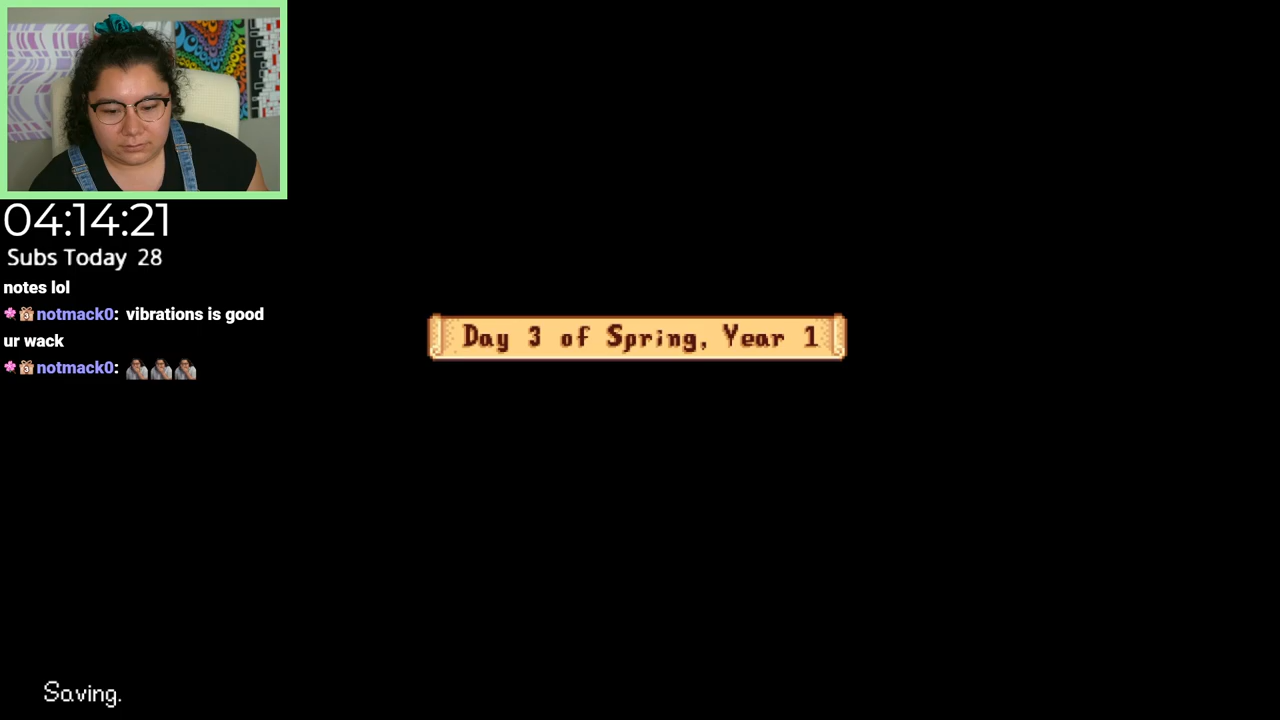 04:14:21
Subs Today 28
notes lol
notmack0: vibrations is good
ur wack
notmack0:
Day 3 of Spring, Year 1
Saving.